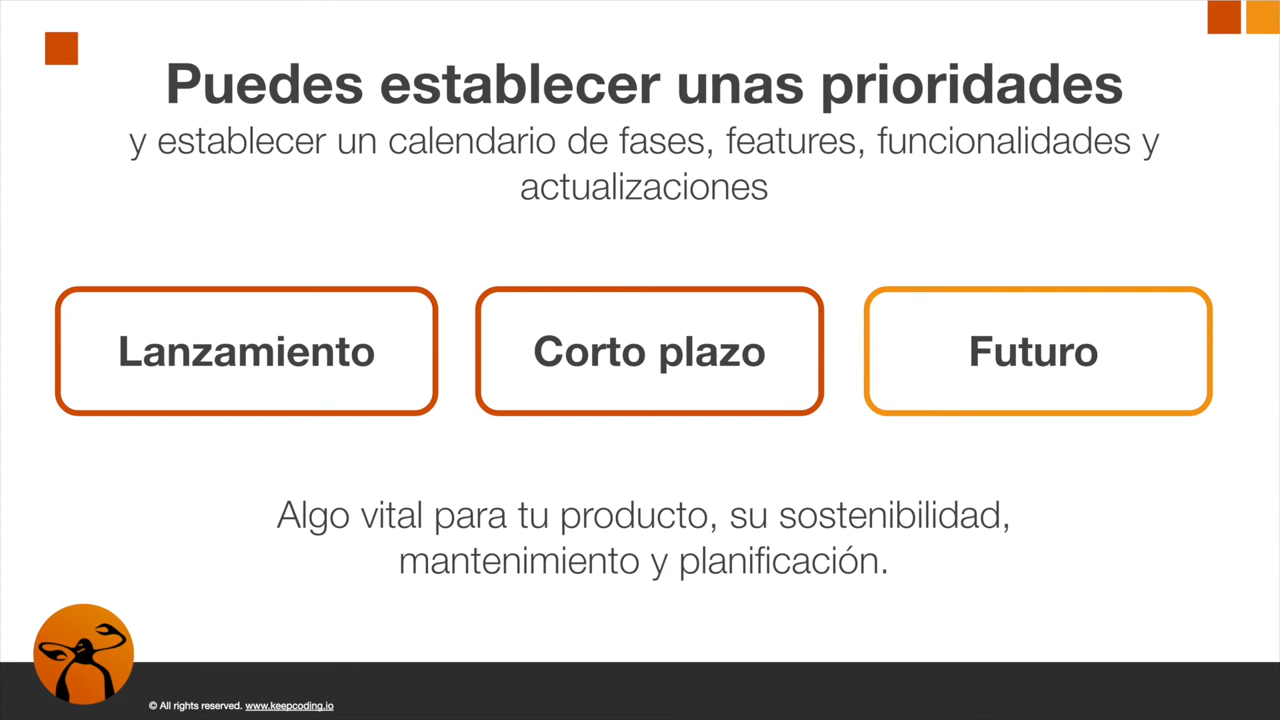 Puedes establecer unas prioridades
y establecer un calendario de fases, features, funcionalidades y
actualizaciones
Lanzamiento
Corto plazo
Futuro
Algo vital para tu producto, su sostenibilidad,
mantenimiento y planificación.
© All rights reserved. www.keepcoding.io